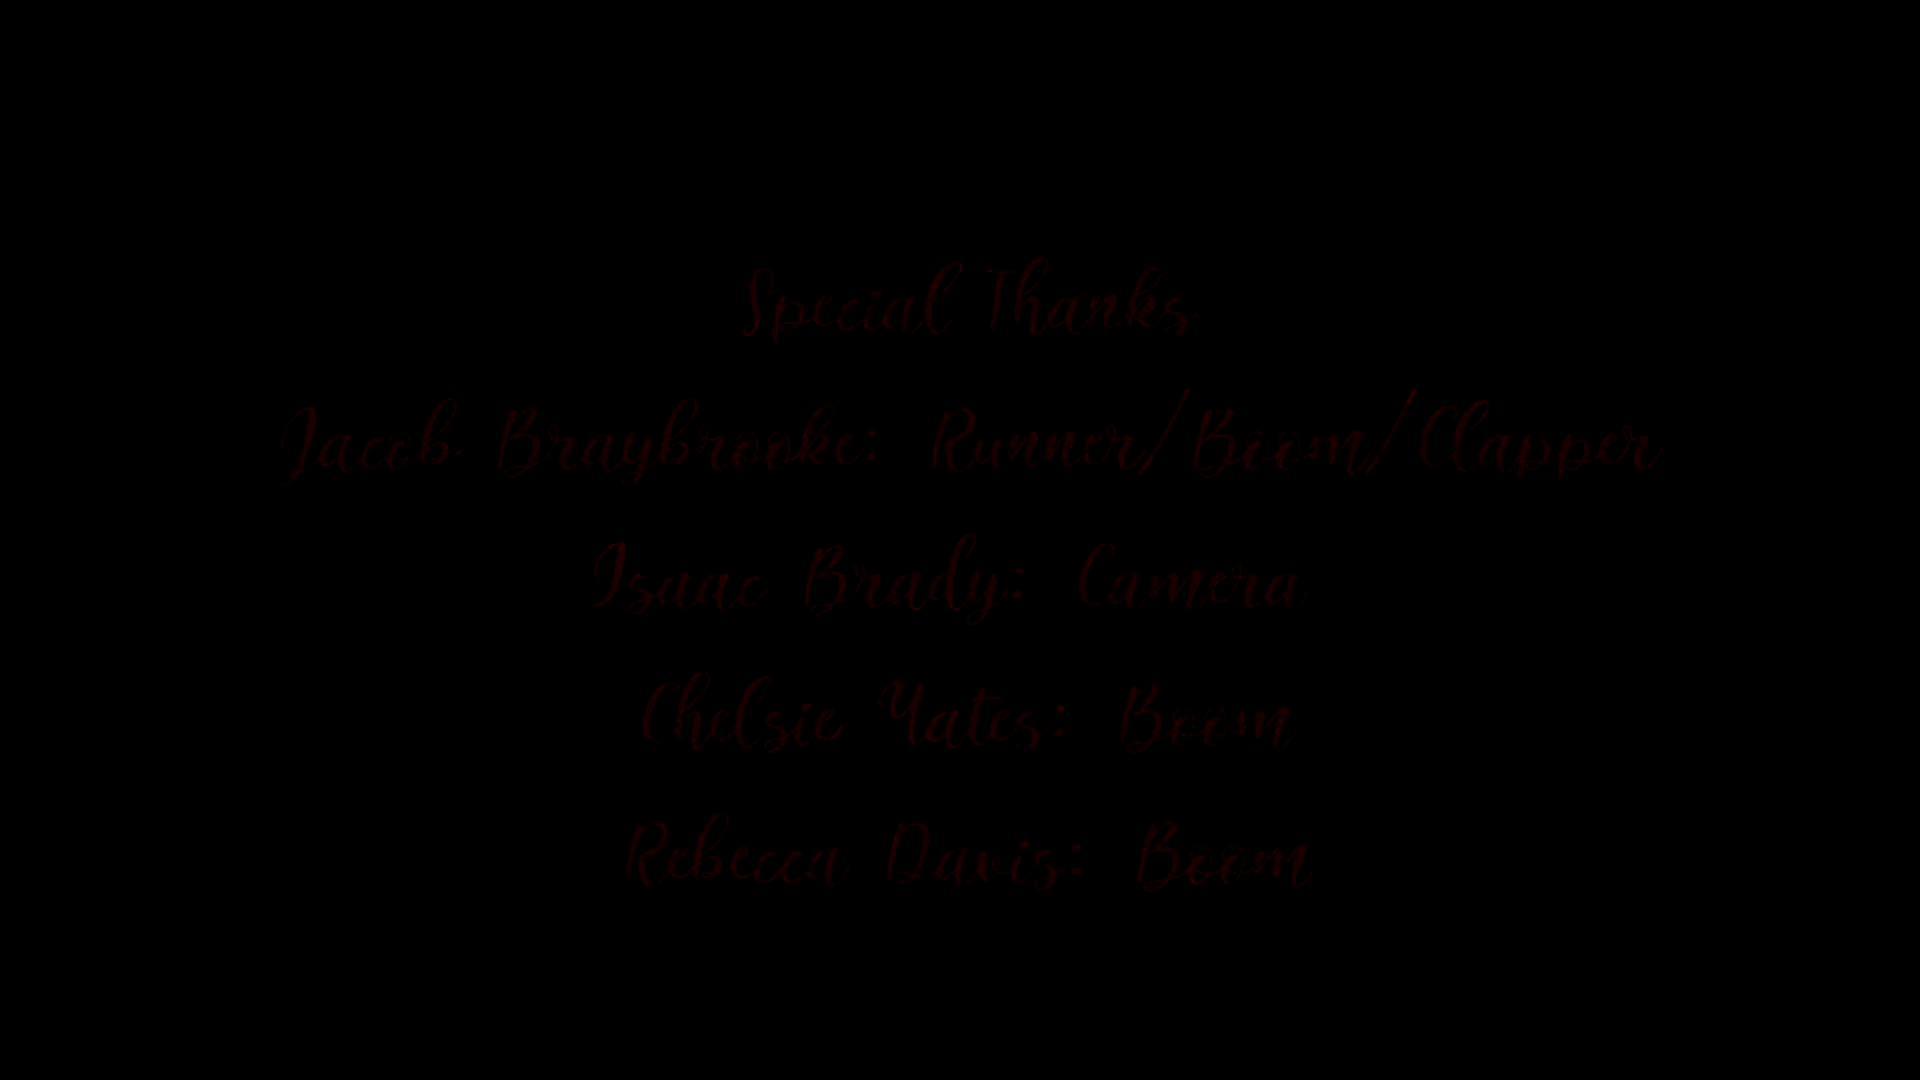 Special Thanks
Jacob Braybrooke: Runner/Boom/Clapper
Isaac Brady: Camera
Chelsie Yates: Boom
Rebecca Davis: Boom